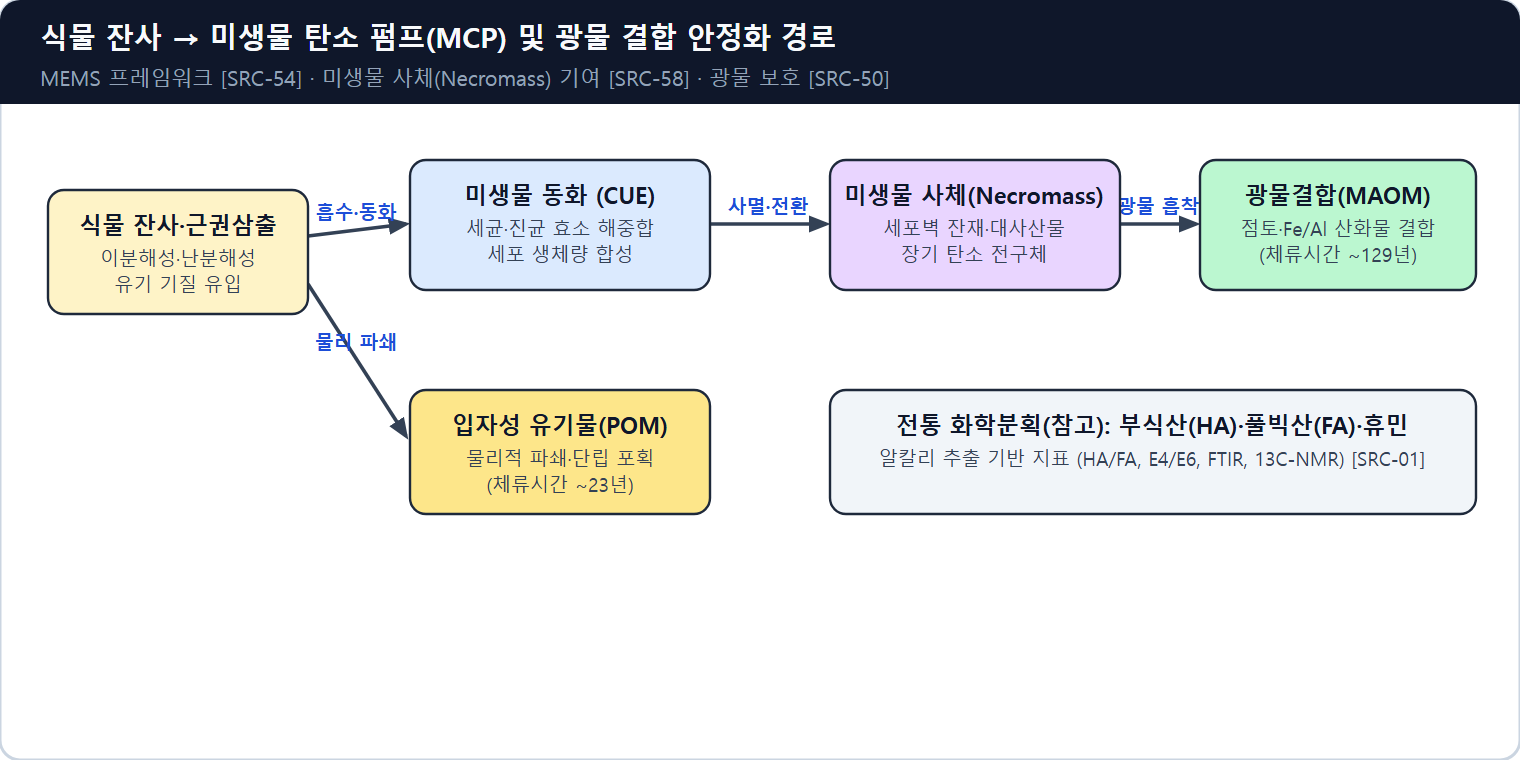 식물 잔사 → 미생물 탄소 펌프(MCP) 및 광물 결합 안정화 경로
MEMS 프레임워크 [SRC-54] · 미생물 사체(Necromass) 기여 [SRC-58] · 광물 보호 [SRC-50]
식물 잔사·근권삼출
이분해성·난분해성
유기 기질 유입
흡수·동화
미생물 동화 (CUE)
세균·진균 효소 해중합
세포 생체량 합성
사멸·전환
미생물 사체(Necromass)
세포벽 잔재·대사산물
장기 탄소 전구체
광물 흡착
광물결합(MAOM)
점토·Fe/Al 산화물 결합
(체류시간 ~129년)
물리 파쇄
입자성 유기물(POM)
물리적 파쇄·단립 포획
(체류시간 ~23년)
전통 화학분획(참고): 부식산(HA)·풀빅산(FA)·휴민
알칼리 추출 기반 지표 (HA/FA, E4/E6, FTIR, 13C-NMR) [SRC-01]